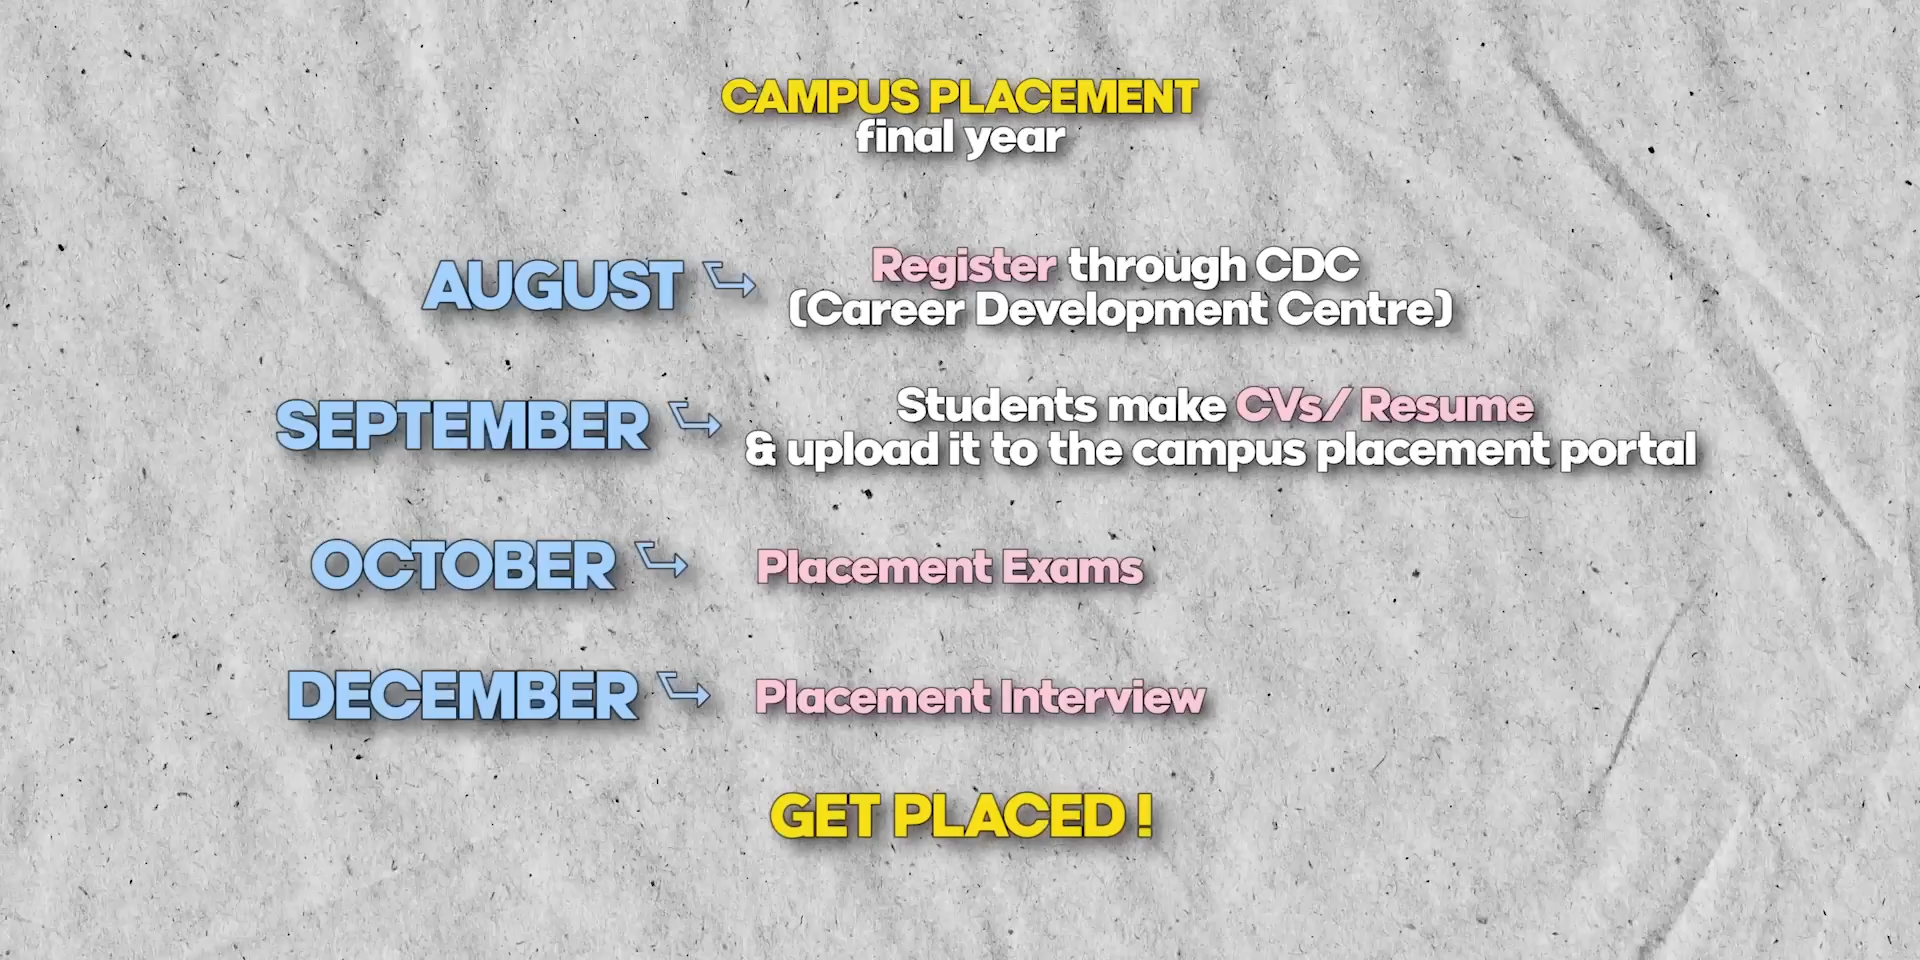 CAMPUS PLACEMENT
final year
AUGUST
Register through CDC
(Career Development Centre)
SEPTEMBER
Students make CVs/ Resume
& upload it to the campus placement portal
OCTOBER
Placement Exams
DECEMBER
Placement Interview
GET PLACED !